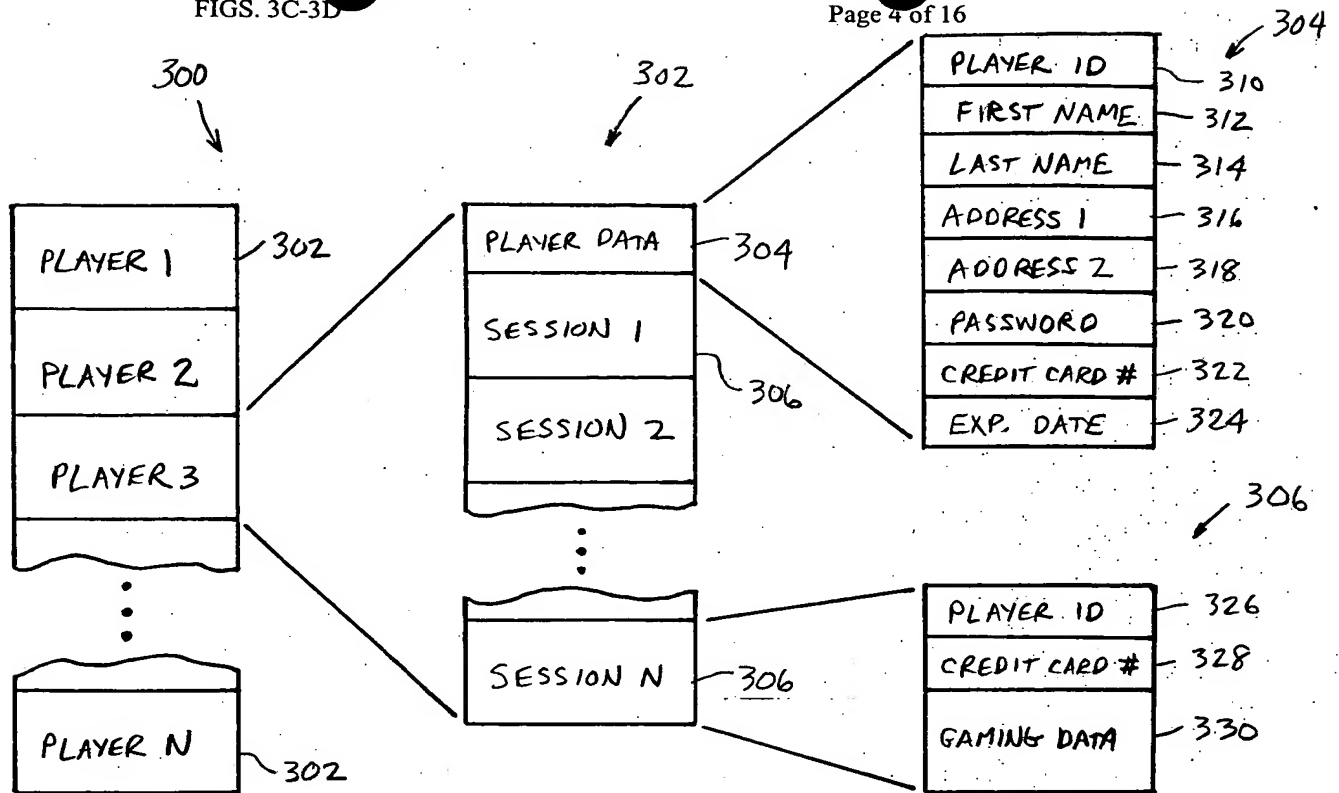 FIGS. 3C-3D
Page 4 of 16
300
PLAYER 1
302
PLAYER 2
PLAYER 3
PLAYER N
302
302
PLAYER DATA
304
SESSION 1
306
SESSION 2
SESSION N
306
304
PLAYER ID
310
FIRST NAME
312
LAST NAME
314
ADDRESS 1
316
ADDRESS 2
318
PASSWORD
320
CREDIT CARD #
322
EXP. DATE
324
306
PLAYER ID
326
CREDIT CARD #
328
GAMING DATA
330